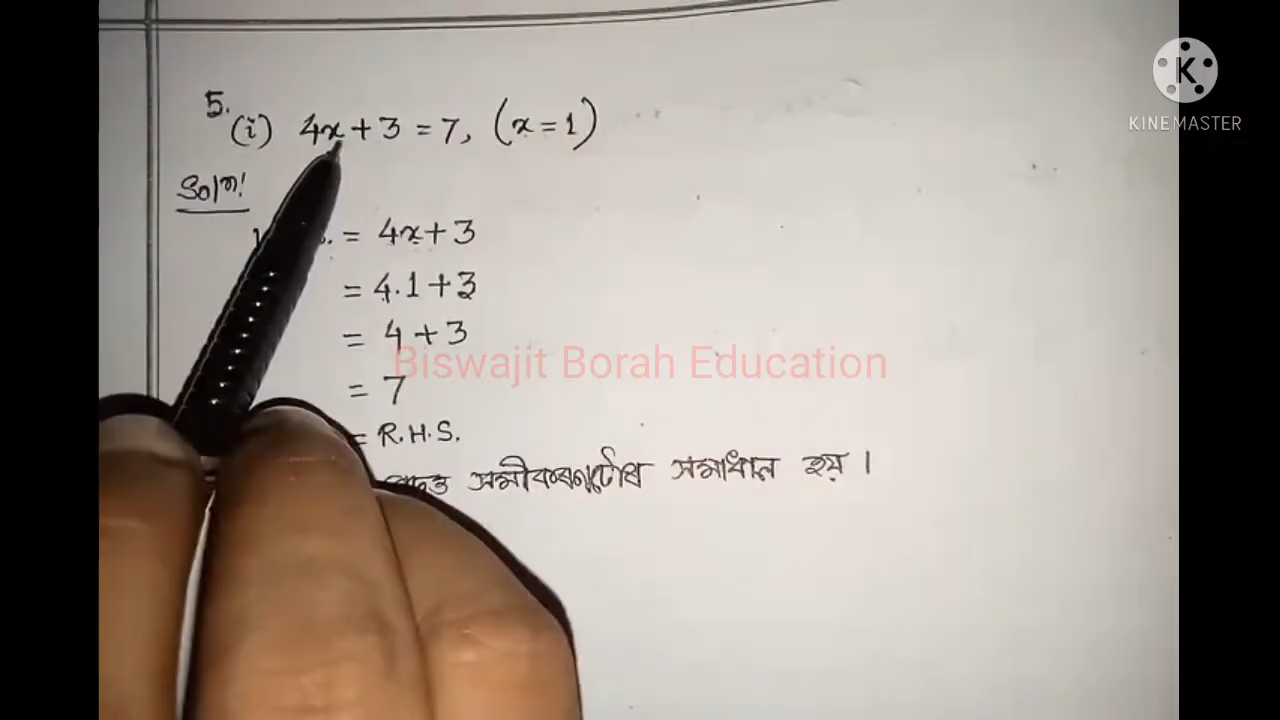 5.
(i) 4x + 3 = 7, (x = 1)
Soln:
= 4x + 3
= 4.1 + 3
= 4 + 3
= 7
= R.H.S.
সমীকৰণটোৰ সমাধান হয়।
Biswajit Borah Education
KINEMASTER